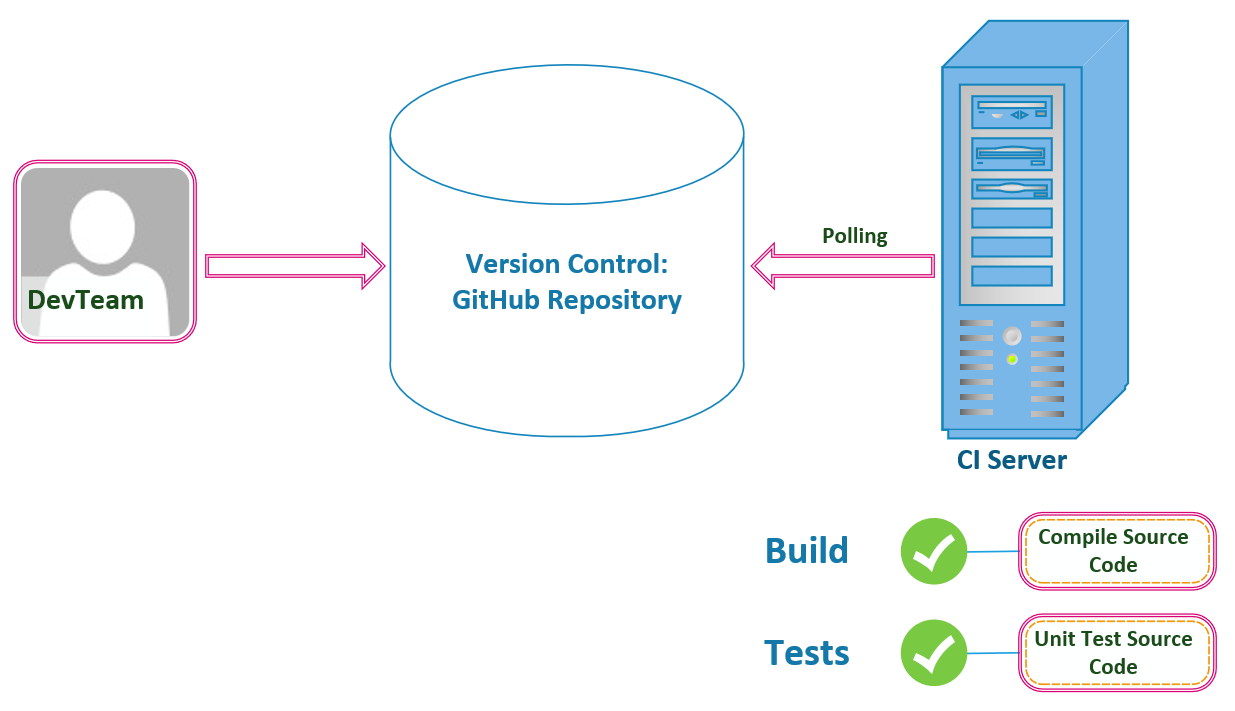 DevTeam
Version Control:
GitHub Repository
Polling
CI Server
Build
Compile Source
Code
Tests
Unit Test Source
Code